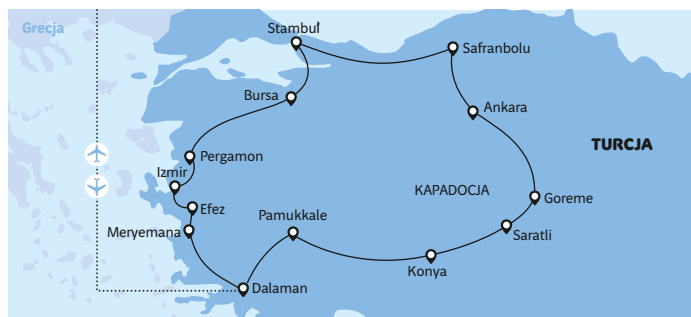 Grecja
Stambuł
Safranbolu
Bursa
Ankara
TURCJA
Pergamon
Izmir
KAPADOCJA
Goreme
Efez
Pamukkale
Meryemana
Saratli
Konya
Dalaman